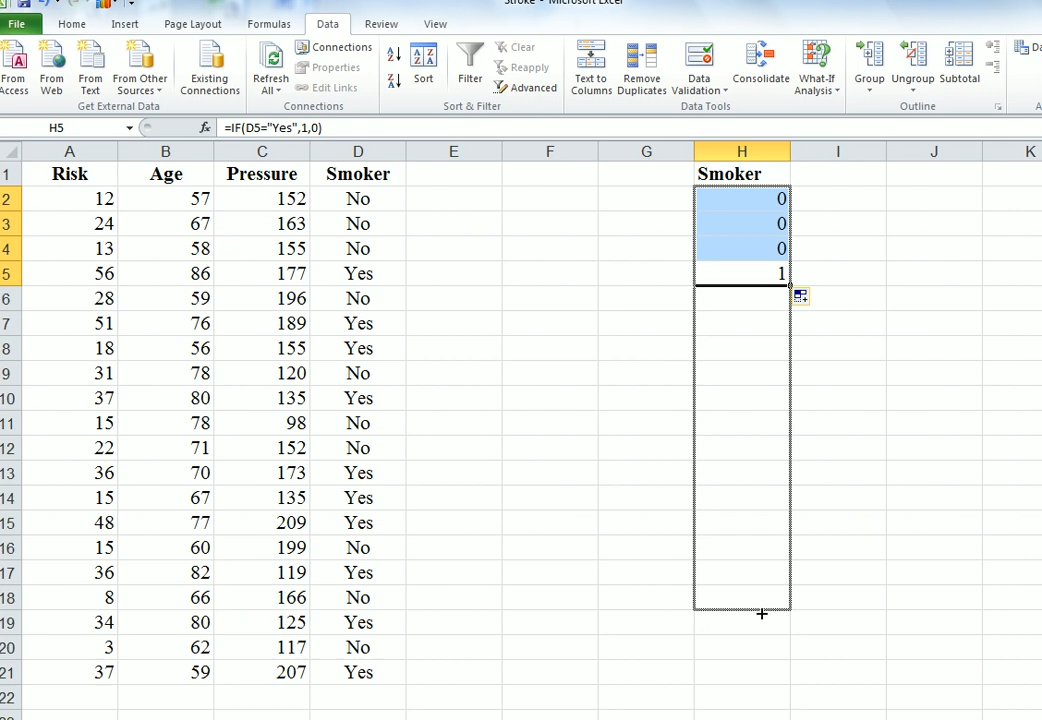 Stroke - Microsoft Excel
File Home Insert Page Layout Formulas Data Review View
From Access
From Web
From Text
From Other Sources
Existing Connections
Get External Data
Refresh All
Connections
Properties
Edit Links
Connections
Sort
Filter
Clear
Reapply
Advanced
Sort & Filter
Text to Columns
Remove Duplicates
Data Validation
Consolidate
What-If Analysis
Data Tools
Group
Ungroup
Subtotal
Outline
H5 fx =IF(D5="Yes",1,0)
A B C D E F G H I J K
1 Risk Age Pressure Smoker Smoker
2 12 57 152 No 0
3 24 67 163 No 0
4 13 58 155 No 0
5 56 86 177 Yes 1
6 28 59 196 No
7 51 76 189 Yes
8 18 56 155 Yes
9 31 78 120 No
10 37 80 135 Yes
11 15 78 98 No
12 22 71 152 No
13 36 70 173 Yes
14 15 67 135 Yes
15 48 77 209 Yes
16 15 60 199 No
17 36 82 119 Yes
18 8 66 166 No
19 34 80 125 Yes
20 3 62 117 No
21 37 59 207 Yes
22